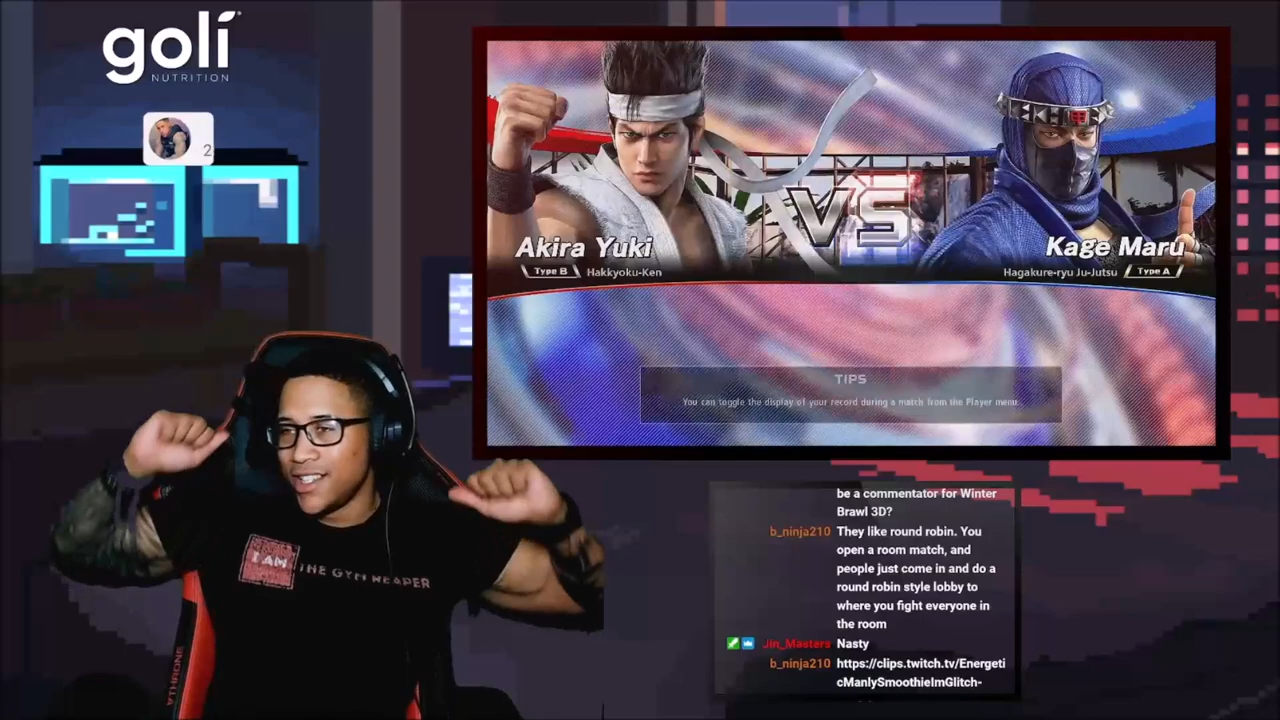 goli
NUTRITION
2
VS
Akira Yuki
Type B Hakkyoku-Ken
Kage Maru
Hagakure-ryu Ju-Jutsu Type A
TIPS
You can toggle the display of your record during a match from the Player menu.
I AM THE GYM REAPER
be a commentator for Winter
Brawl 3D?
b_ninja210 They like round robin. You
open a room match, and
people just come in and do a
round robin style lobby to
where you fight everyone in
the room
Jin_Masters Nasty
b_ninja210 https://clips.twitch.tv/Energeti
cManlySmoothieImGlitch-